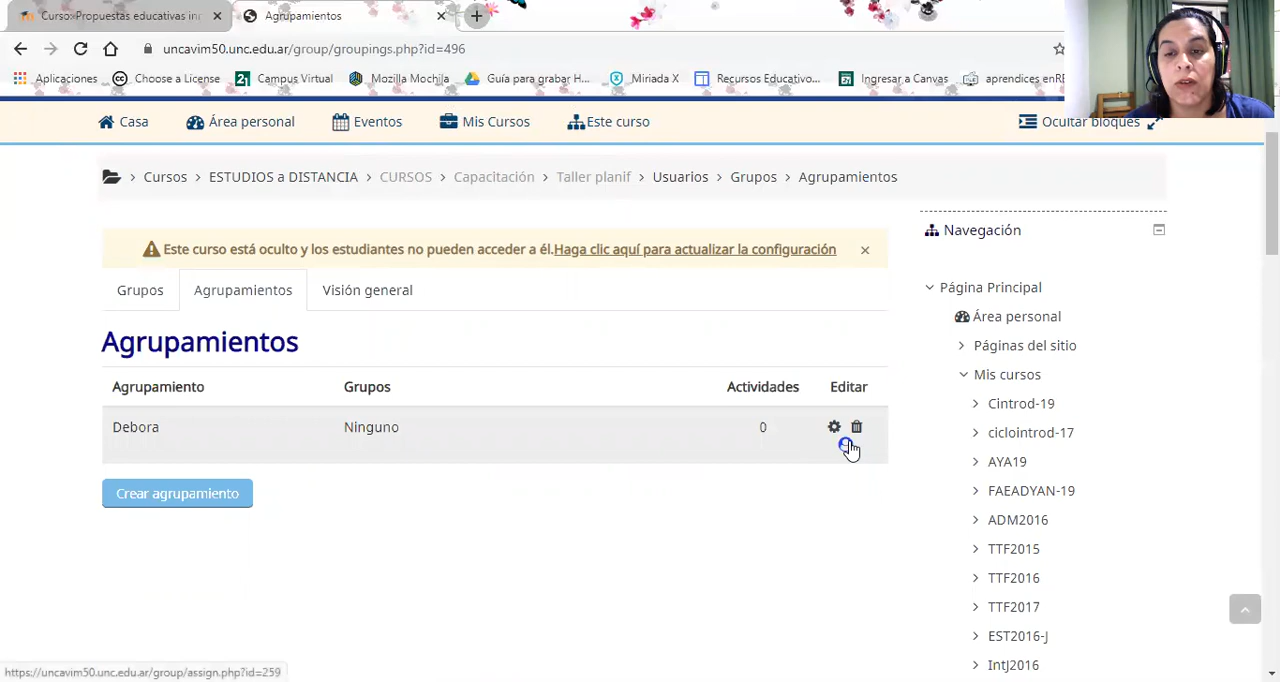 Curso: Propuestas educativas inn
Agrupamientos
uncavim50.unc.edu.ar/group/groupings.php?id=496
Aplicaciones
Choose a License
Campus Virtual
Mozilla Mochila
Guía para grabar H...
Miriada X
Recursos Educativo...
Ingresar a Canvas
aprendices enRE
Casa
Área personal
Eventos
Mis Cursos
Este curso
Ocultar bloques
Cursos > ESTUDIOS a DISTANCIA > CURSOS > Capacitación > Taller planif > Usuarios > Grupos > Agrupamientos
Este curso está oculto y los estudiantes no pueden acceder a él.Haga clic aquí para actualizar la configuración ×
Grupos
Agrupamientos
Visión general
Agrupamientos
Agrupamiento Grupos Actividades Editar
Debora Ninguno 0
Crear agrupamiento
Navegación
Página Principal
Área personal
Páginas del sitio
Mis cursos
Cintrod-19
ciclointrod-17
AYA19
FAEADYAN-19
ADM2016
TTF2015
TTF2016
TTF2017
EST2016-J
IntJ2016
https://uncavim50.unc.edu.ar/group/assign.php?id=259